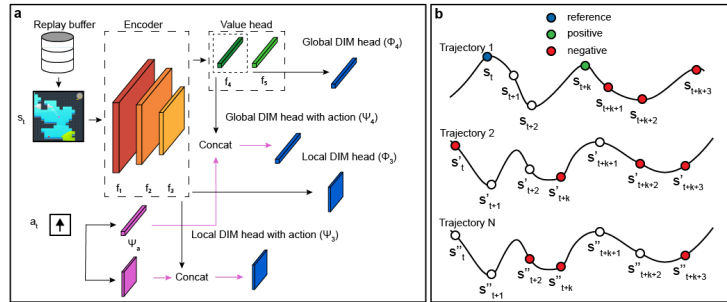 a
Replay buffer
Encoder
Value head
Global DIM head (Φ4)
f4 f5
Global DIM head with action (Ψ4)
st
Concat
Local DIM head (Φ3)
f1 f2 f3
at
Ψa
Local DIM head with action (Ψ3)
Concat
b
reference
positive
negative
Trajectory 1
st
st+1
st+2
st+k
st+k+1
st+k+2
st+k+3
Trajectory 2
s't
s't+1
s't+2
s't+k
s't+k+1
s't+k+2
s't+k+3
Trajectory N
s''t
s''t+1
s''t+2
s''t+k
s''t+k+1
s''t+k+2
s''t+k+3